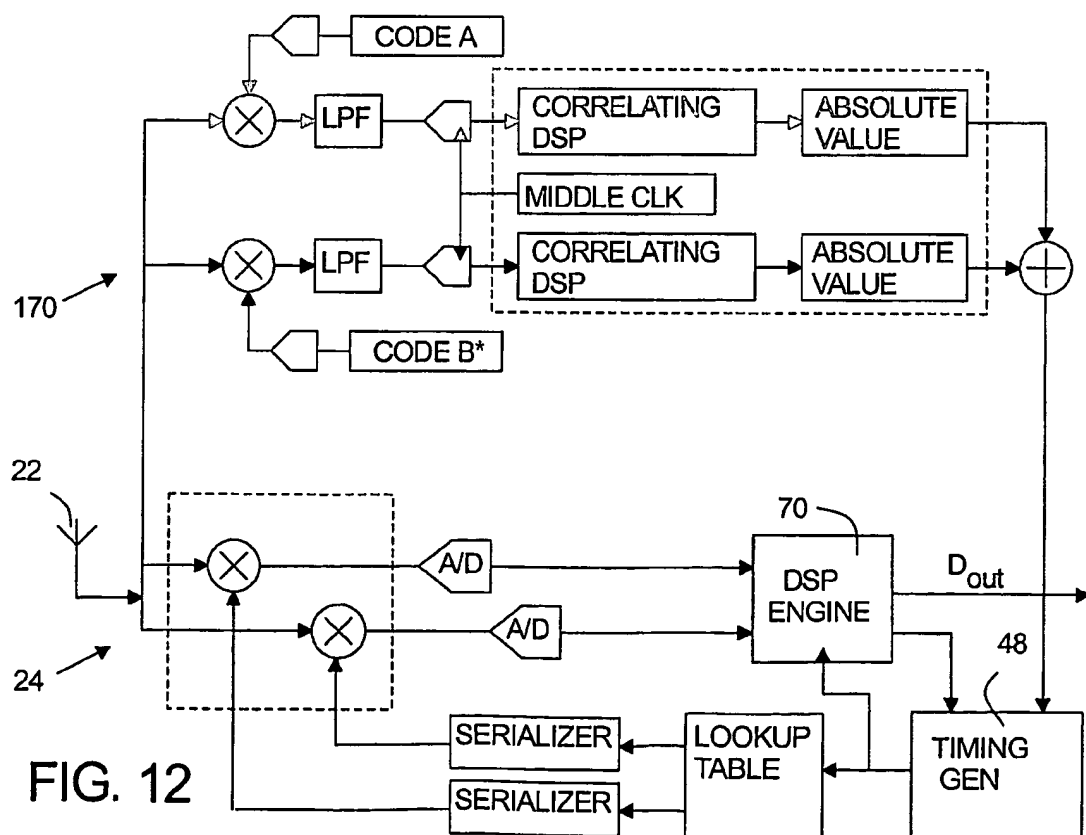 CODE A
LPF
CORRELATING
DSP
ABSOLUTE
VALUE
MIDDLE CLK
LPF
CORRELATING
DSP
ABSOLUTE
VALUE
170
CODE B*
22
70
A/D
DSP
ENGINE
Dout
A/D
24
48
SERIALIZER
LOOKUP
TABLE
TIMING
GEN
SERIALIZER
FIG. 12